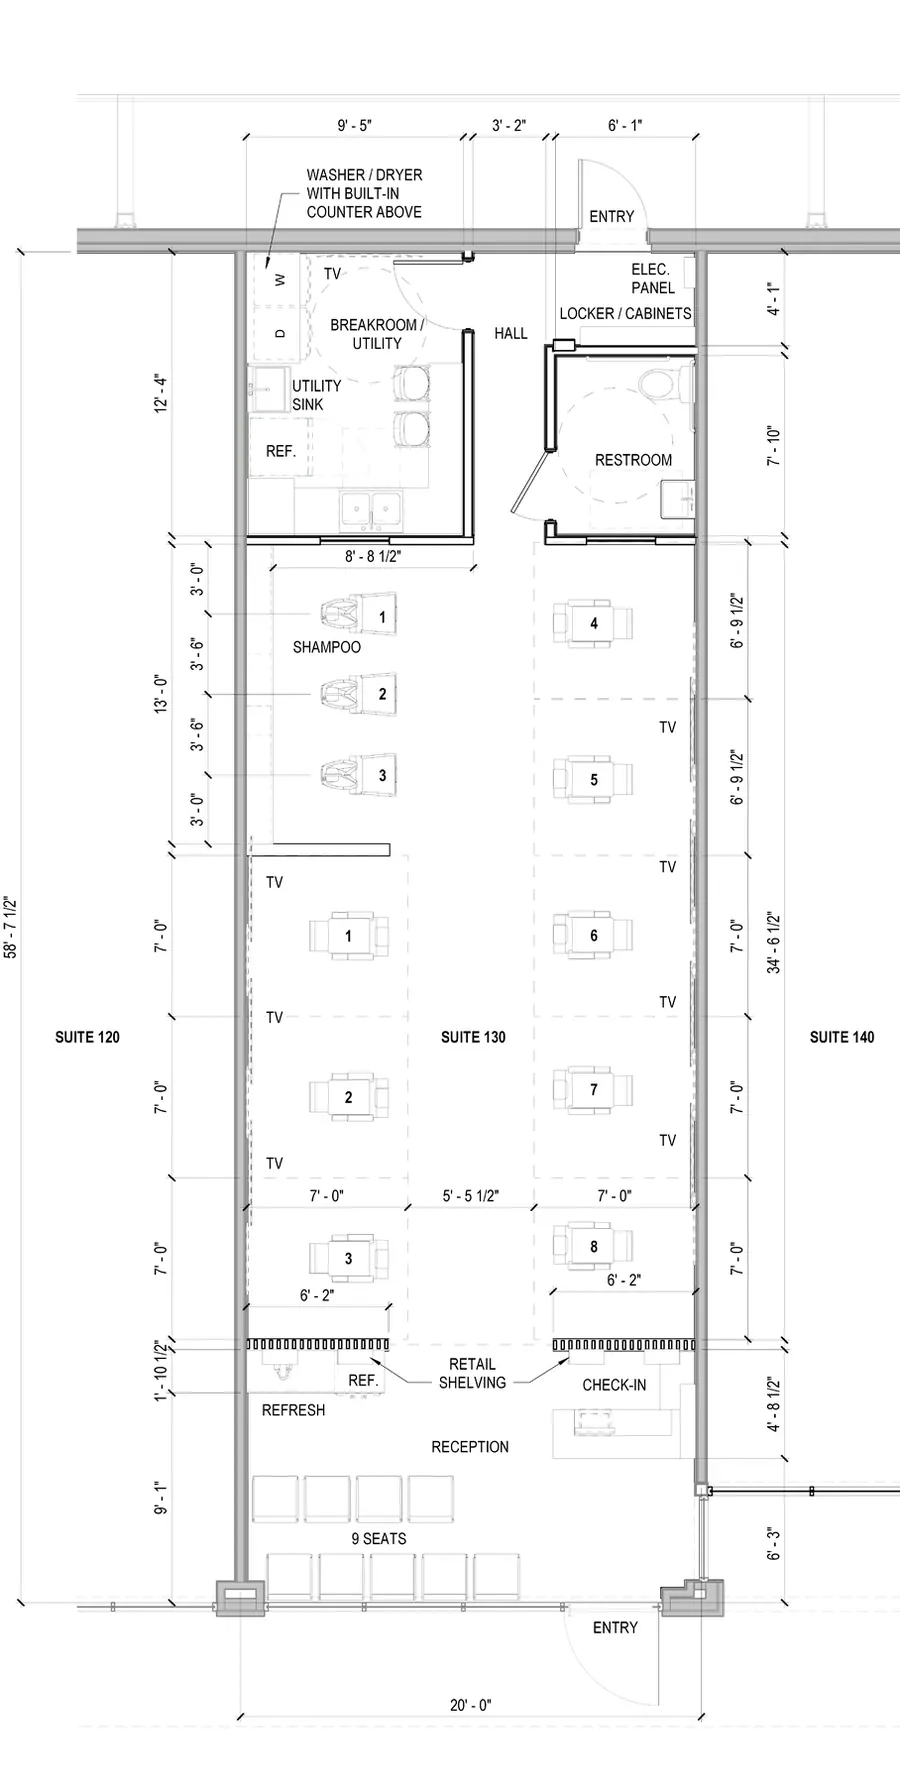 9' - 5"
3' - 2"
6' - 1"
WASHER / DRYER
WITH BUILT-IN
COUNTER ABOVE
ENTRY
W
TV
ELEC.
PANEL
LOCKER / CABINETS
4' - 1"
D
BREAKROOM /
UTILITY
HALL
12' - 4"
UTILITY
SINK
REF.
RESTROOM
7' - 10"
8' - 8 1/2"
3' - 0"
1
4
6' - 9 1/2"
SHAMPOO
3' - 6"
13' - 0"
2
TV
3' - 6"
3
5
6' - 9 1/2"
3' - 0"
TV
TV
58' - 7 1/2"
7' - 0"
1
6
7' - 0"
34' - 6 1/2"
TV
TV
SUITE 120
SUITE 130
SUITE 140
7' - 0"
2
7
7' - 0"
TV
TV
7' - 0"
5' - 5 1/2"
7' - 0"
7' - 0"
3
8
7' - 0"
6' - 2"
6' - 2"
1' - 10 1/2"
REF.
RETAIL
SHELVING
CHECK-IN
REFRESH
4' - 8 1/2"
RECEPTION
9' - 1"
9 SEATS
6' - 3"
ENTRY
20' - 0"